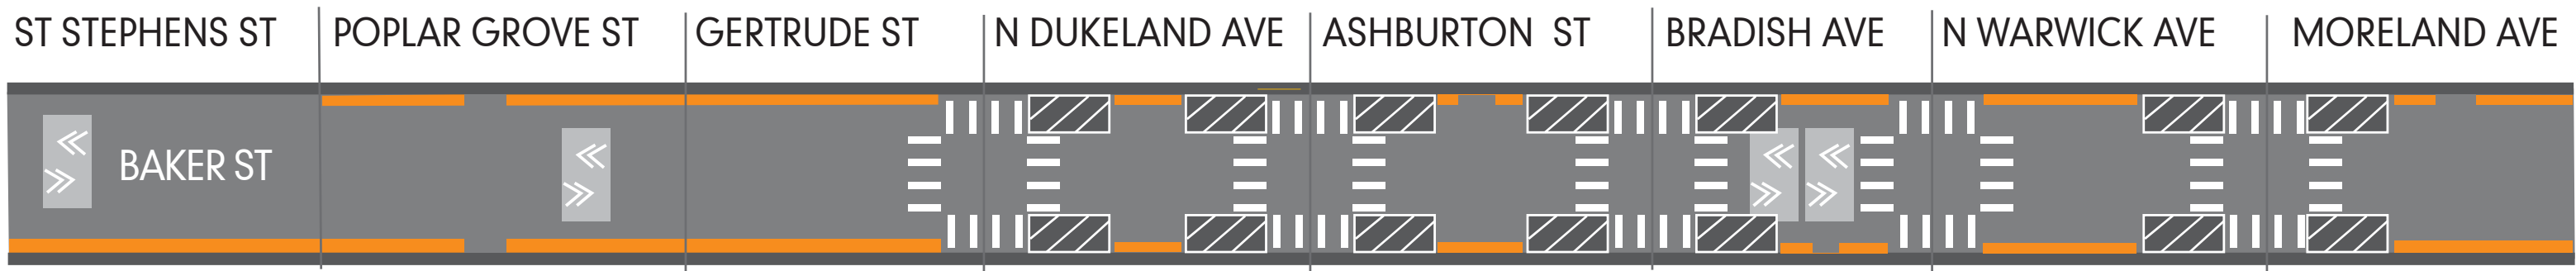 ST STEPHENS ST
POPLAR GROVE ST
GERTRUDE ST
N DUKELAND AVE
ASHBURTON ST
BRADISH AVE
N WARWICK AVE
MORELAND AVE
BAKER ST